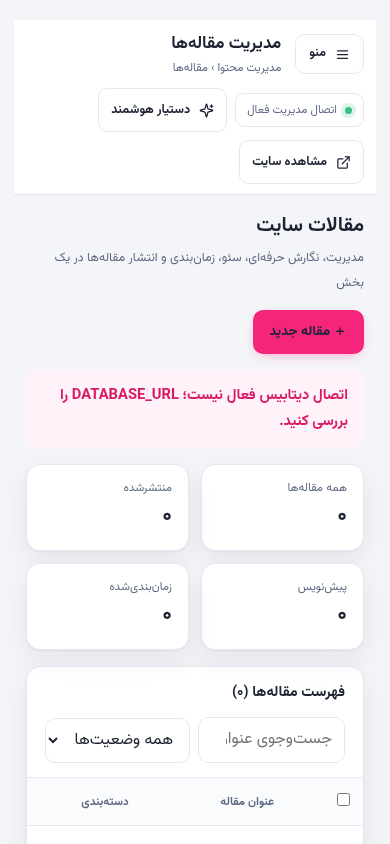 منو
مدیریت مقاله‌ها
مدیریت محتوا › مقاله‌ها
اتصال مدیریت فعال
دستیار هوشمند
مشاهده سایت
مقالات سایت
مدیریت، نگارش حرفه‌ای، سئو، زمان‌بندی و انتشار مقاله‌ها در یک
بخش
+ مقاله جدید
اتصال دیتابیس فعال نیست؛ DATABASE_URL را
بررسی کنید.
همه مقاله‌ها
۰
منتشرشده
۰
پیش‌نویس
۰
زمان‌بندی‌شده
۰
فهرست مقاله‌ها (۰)
جست‌وجوی عنوا
همه وضعیت‌ها
عنوان مقاله
دسته‌بندی